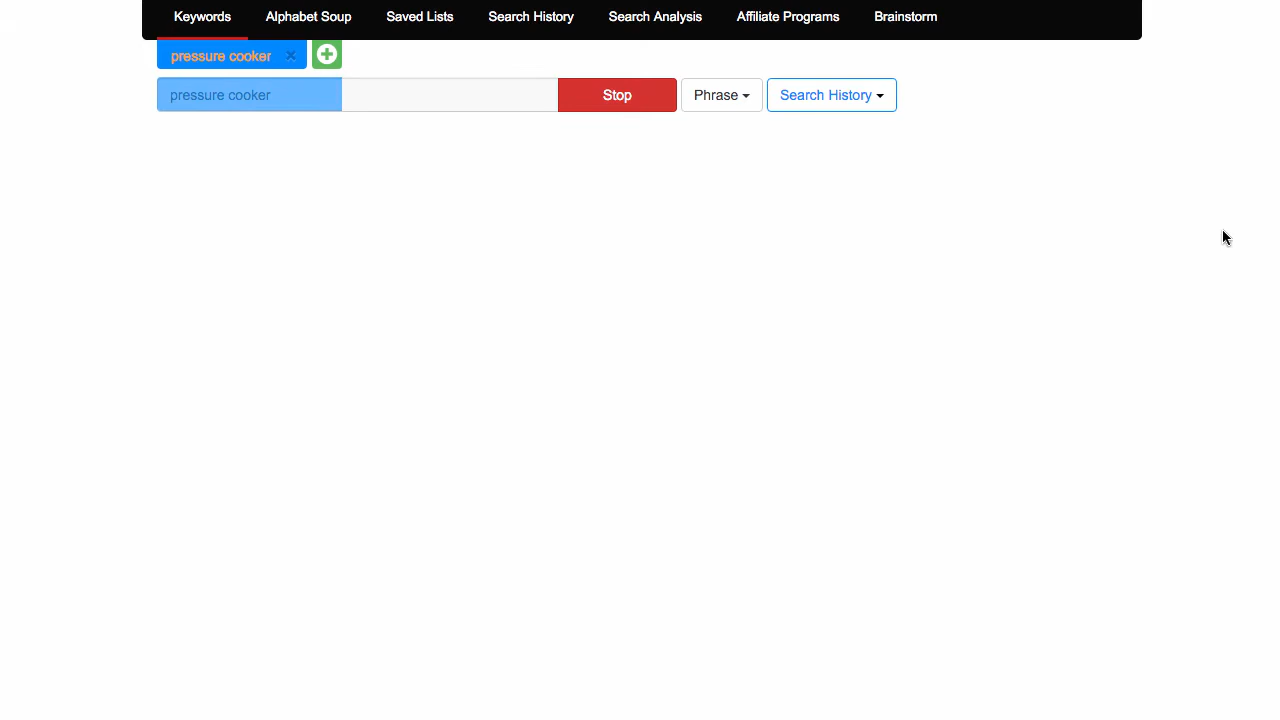 Keywords Alphabet Soup Saved Lists Search History Search Analysis Affiliate Programs Brainstorm
pressure cooker ×
pressure cooker Stop Phrase Search History